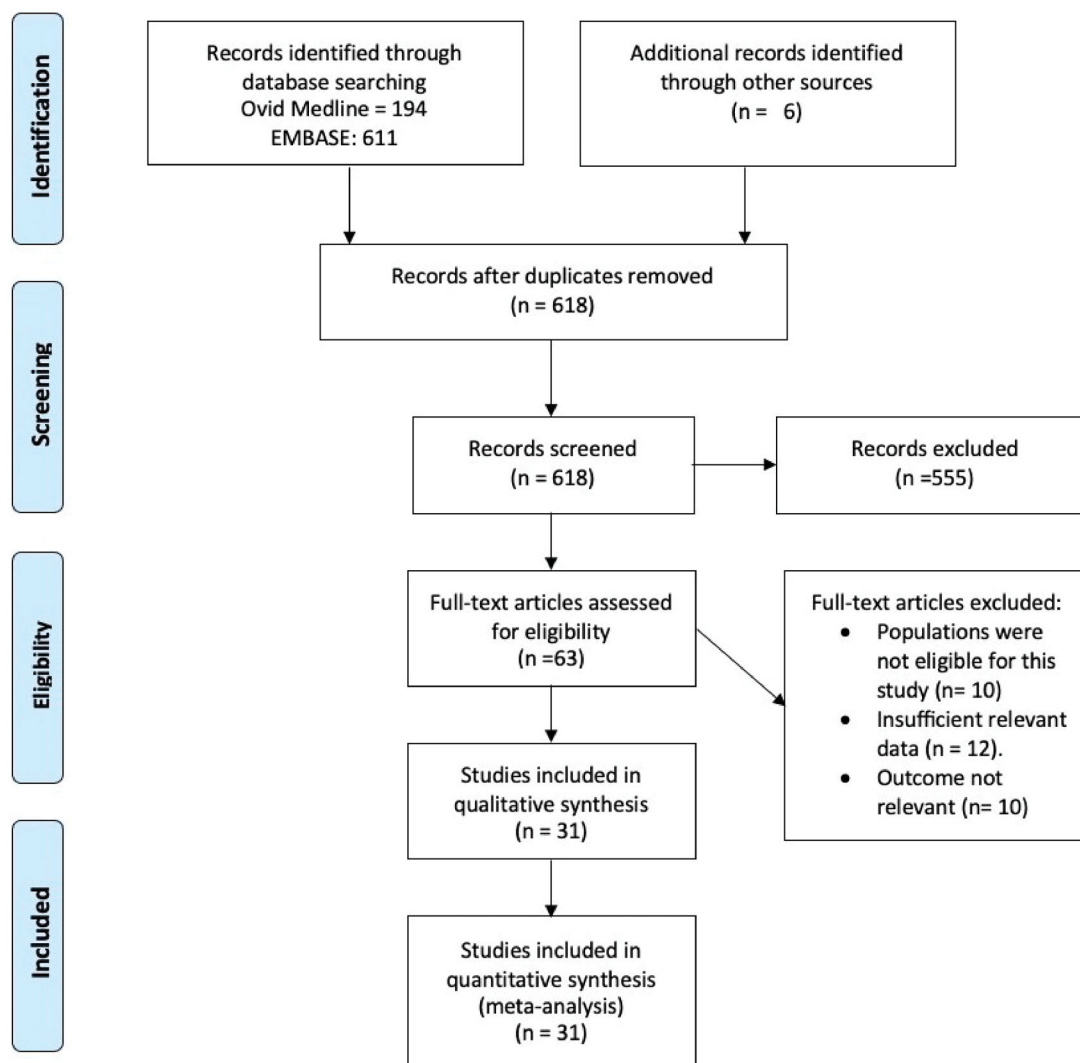 Identification
Records identified through
database searching
Ovid Medline = 194
EMBASE: 611
Additional records identified
through other sources
(n = 6)
Screening
Records after duplicates removed
(n = 618)
Records screened
(n = 618)
Records excluded
(n =555)
Eligibility
Full-text articles assessed
for eligibility
(n =63)
Full-text articles excluded:
• Populations were
not eligible for this
study (n= 10)
• Insufficient relevant
data (n = 12).
• Outcome not
relevant (n= 10)
Studies included in
qualitative synthesis
(n = 31)
Included
Studies included in
quantitative synthesis
(meta-analysis)
(n = 31)